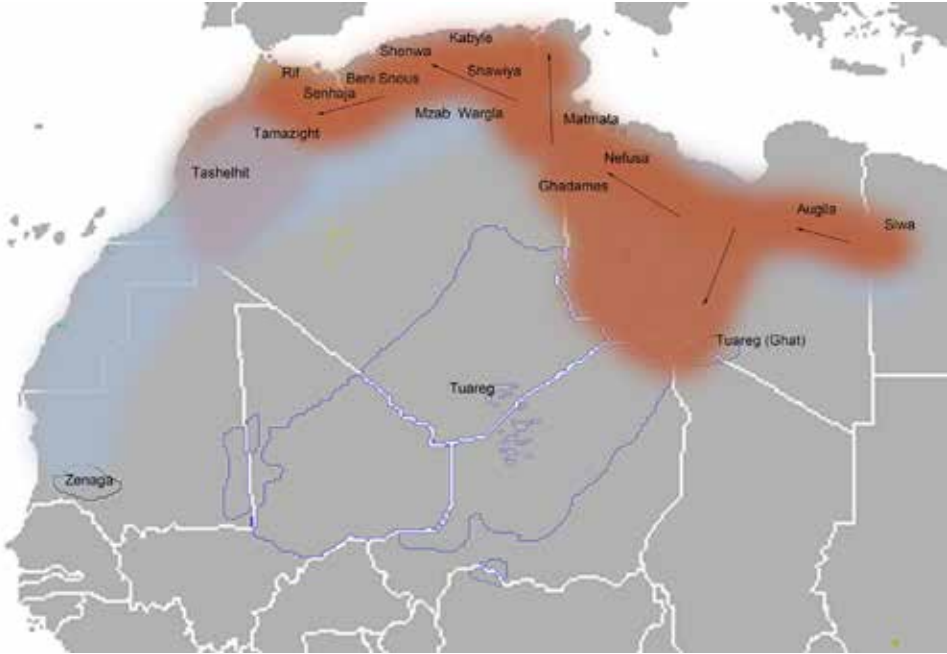 Kabyle
Shenwa
Rif
Beni Snous
Shawiya
Senhaja
Mzab Wargla
Matmata
Tamazight
Nefusa
Tashelhit
Ghadames
Augila
Siwa
Tuareg (Ghat)
Tuareg
Zenaga